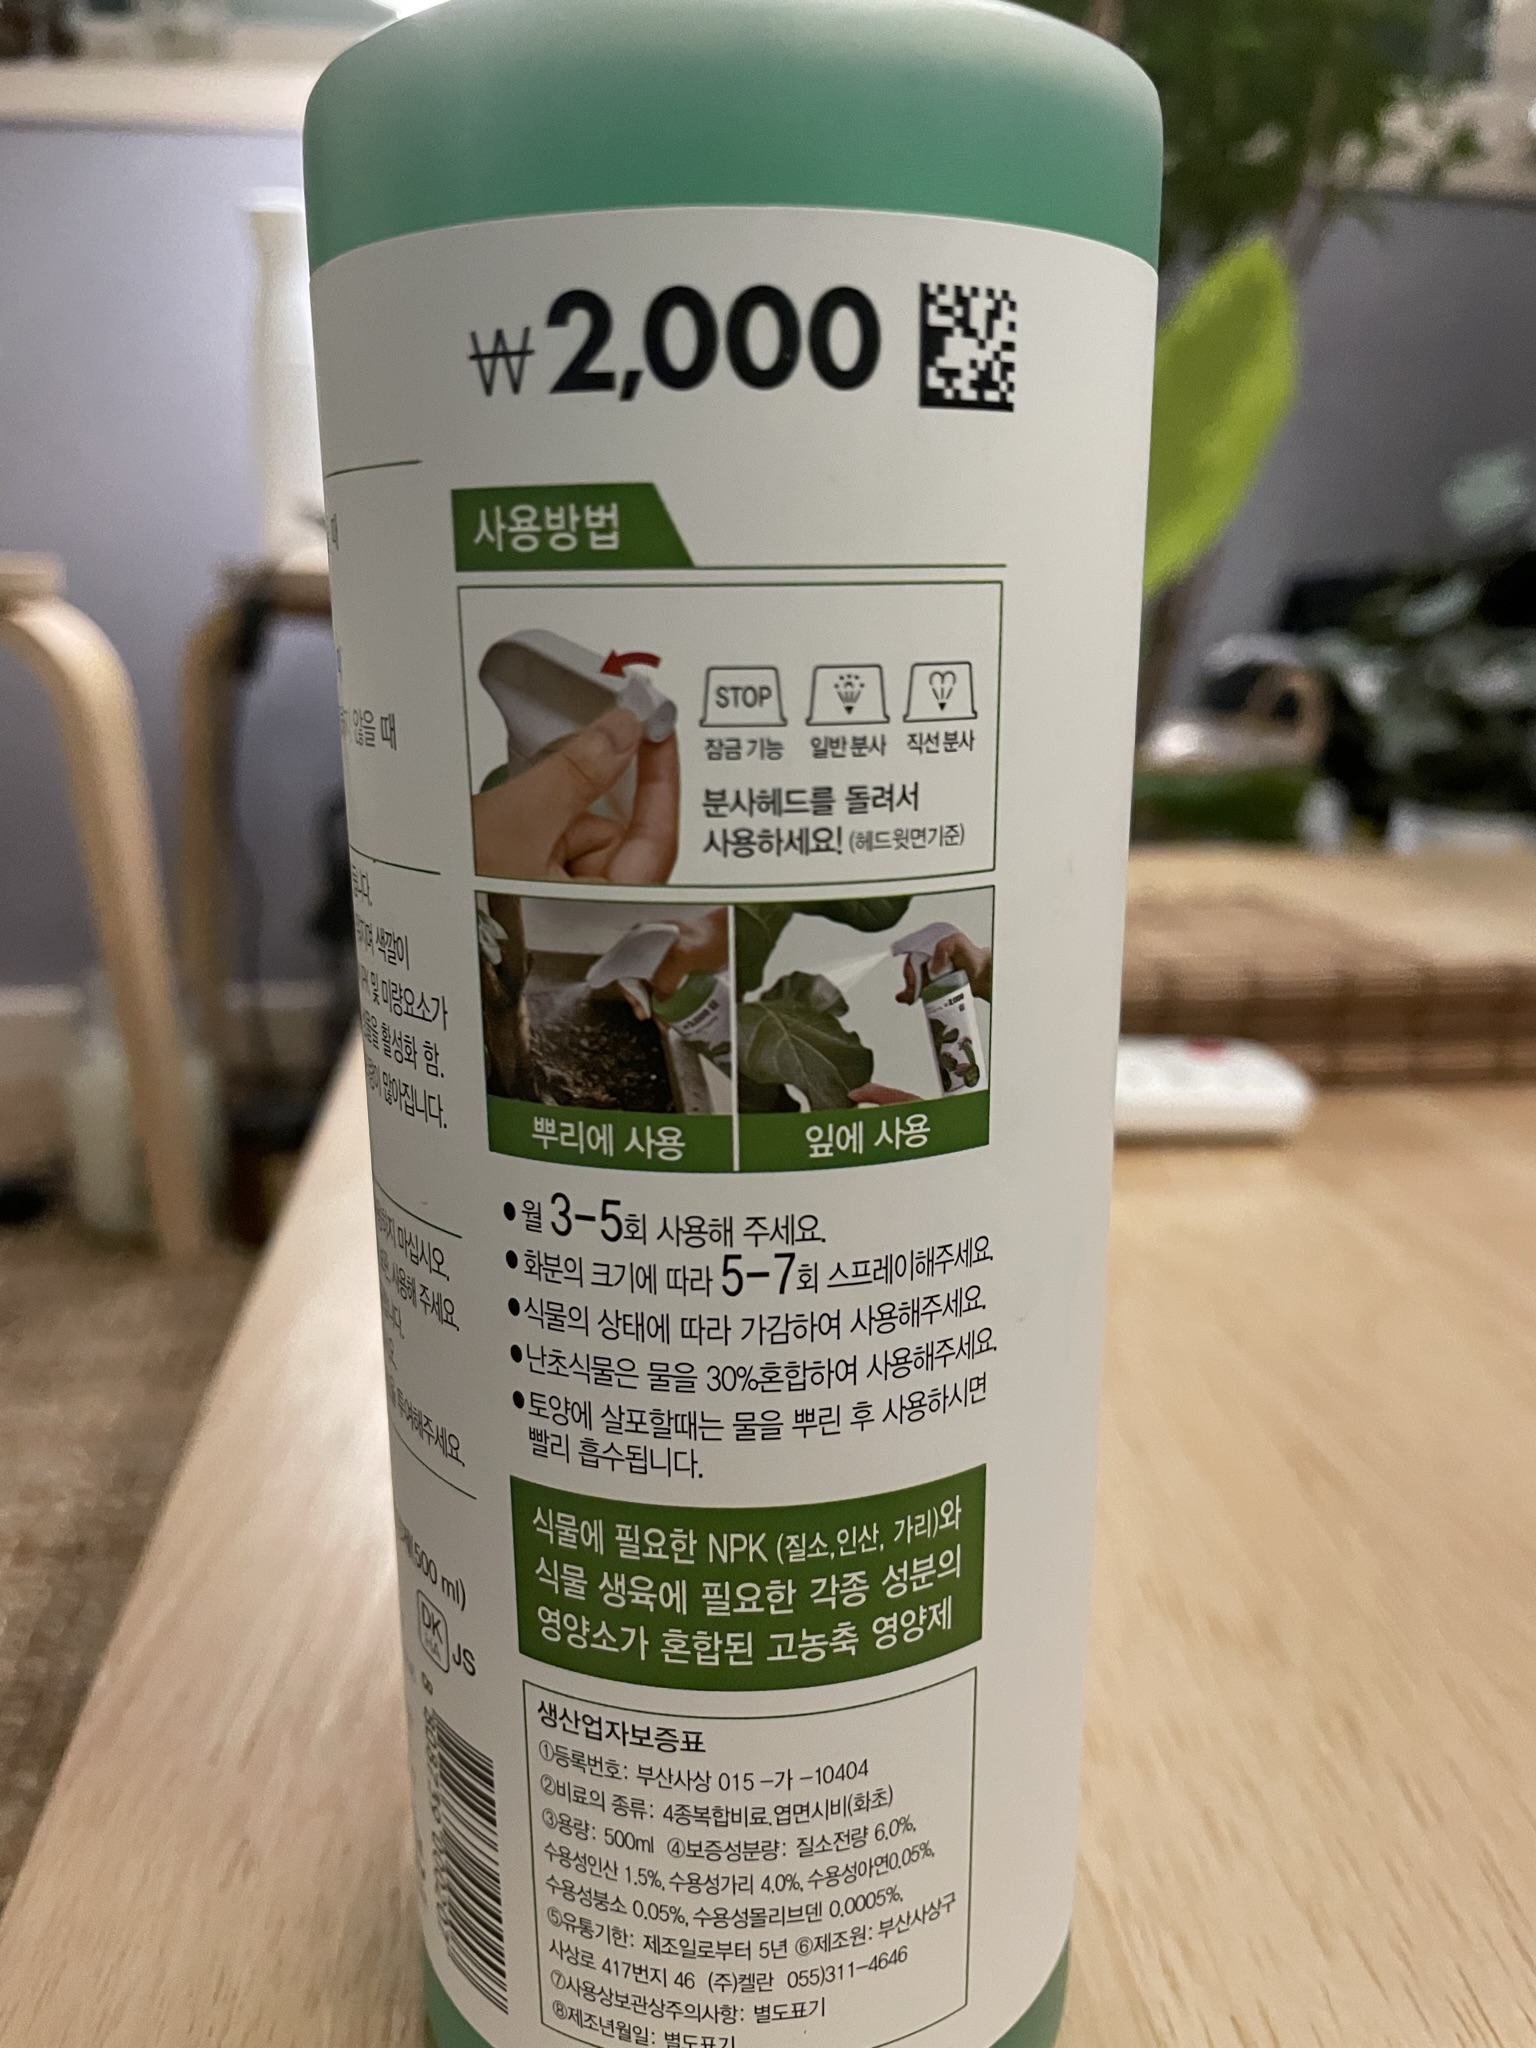 ₩2,000
사용방법
STOP
잠금 기능 일반분사 직선분사
분사헤드를 돌려서
사용하세요! (헤드윗면기준)
뿌리에 사용 잎에 사용
●월 3-5회 사용해 주세요.
●화분의 크기에 따라 5-7회 스프레이해주세요.
●식물의 상태에 따라 가감하여 사용해주세요.
●난초식물은 물을 30%혼합하여 사용해주세요.
●토양에 살포할때는 물을 뿌린 후 사용하시면
빨리 흡수됩니다.
식물에 필요한 NPK (질소,인산, 가리)와
식물 생육에 필요한 각종 성분의
영양소가 혼합된 고농축 영양제
생산업자보증표
①등록번호: 부산사상 015 -가 -10404
②비료의 종류: 4종복합비료.엽면시비(화초)
③용량: 500ml ④보증성분량: 질소전량 6.0%,
수용성인산 1.5%, 수용성가리 4.0%, 수용성아연0.05%,
수용성붕소 0.05%, 수용성몰리브덴 0.0005%,
⑤유통기한: 제조일로부터 5년 ⑥제조원: 부산사상구
사상로 417번지 46 (주)켈란 055)311-4646
⑦사용상보관상주의사항: 별도표기
⑧제조년월일: 별도표기
않을 때
색깔이
및 미량요소가
활성화 함.
많아집니다.
마십시오.
사용해 주세요.
투여해주세요.
500 ml)
DK
JS